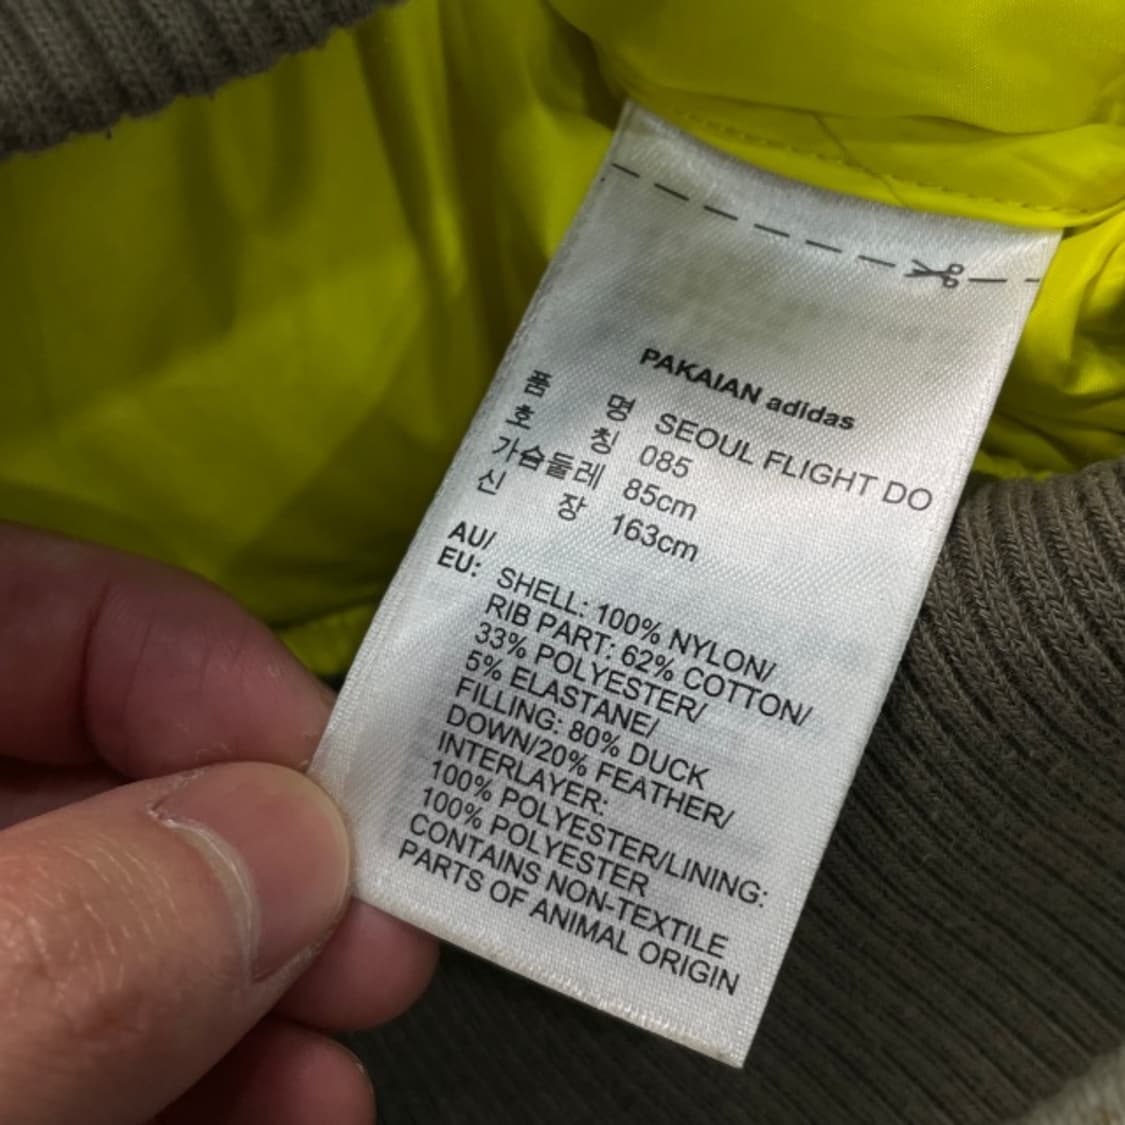 PAKAIAN adidas
품 명 SEOUL FLIGHT DO
호 칭 085
가슴둘레 85cm
신 장 163cm
AU/
EU: SHELL: 100% NYLON/
RIB PART: 62% COTTON/
33% POLYESTER/
5% ELASTANE/
FILLING: 80% DUCK
DOWN/20% FEATHER/
INTERLAYER:
100% POLYESTER/LINING:
100% POLYESTER
CONTAINS NON-TEXTILE
PARTS OF ANIMAL ORIGIN